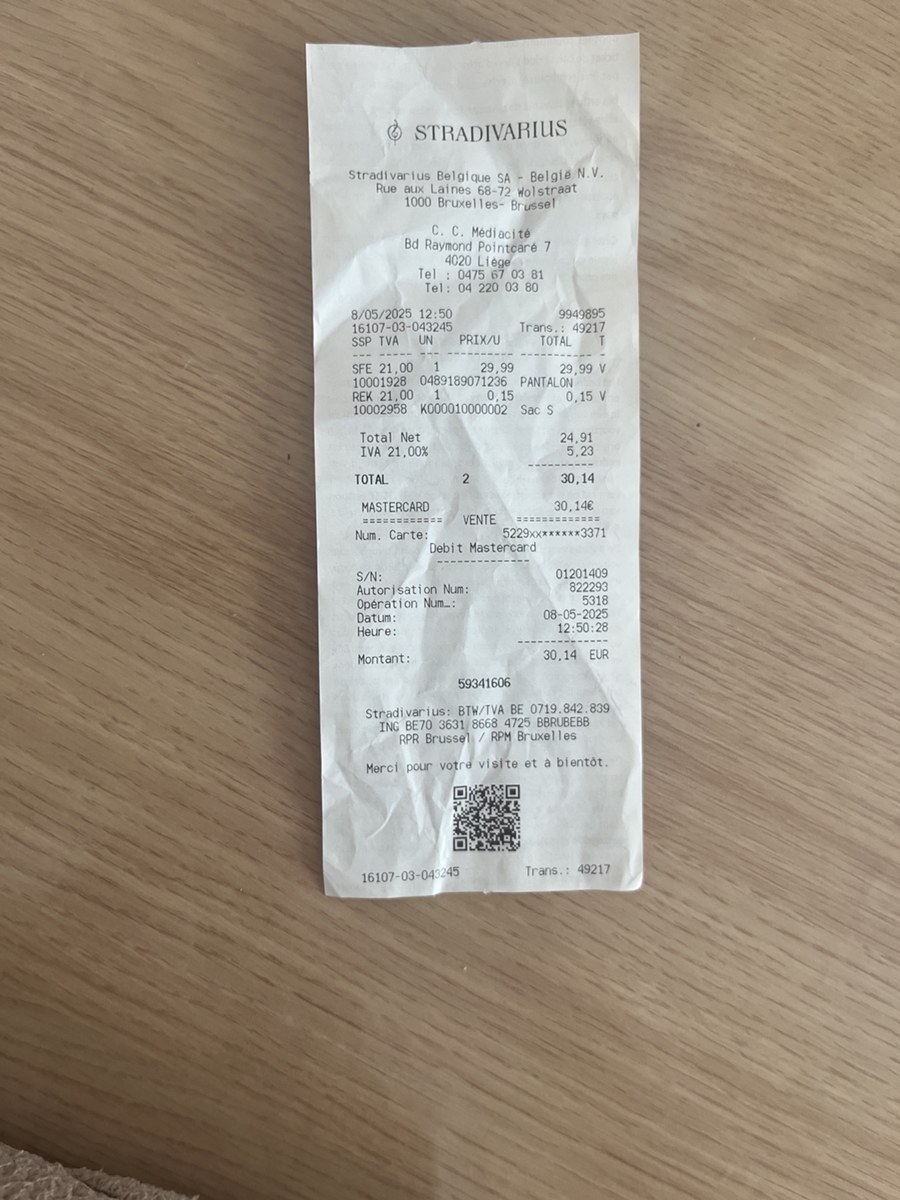 STRADIVARIUS
Stradivarius Belgique SA - België N.V.
Rue aux Laines 68-72 Wolstraat
1000 Bruxelles- Brussel
C. C. Médiacité
Bd Raymond Pointcaré 7
4020 Liège
Tel : 0475 67 03 81
Tel: 04 220 03 80
8/05/2025 12:50 9949895
16107-03-043245 Trans.: 49217
SSP TVA UN PRIX/U TOTAL T
--- ----- --- --------- ---------- -
SFE 21,00 1 29,99 29,99 V
10001928 0489189071236 PANTALON
REK 21,00 1 0,15 0,15 V
10002958 K000010000002 Sac S
Total Net 24,91
IVA 21,00% 5,23
----------
TOTAL 2 30,14
MASTERCARD 30,14€
============ VENTE =============
Num. Carte: 5229xx******3371
Debit Mastercard
--------------
S/N: 01201409
Autorisation Num: 822293
Opération Num…: 5318
Datum: 08-05-2025
Heure: 12:50:28
--------------
Montant: 30,14 EUR
59341606
Stradivarius: BTW/TVA BE 0719.842.839
ING BE70 3631 8668 4725 BBRUBEBB
RPR Brussel / RPM Bruxelles
Merci pour votre visite et à bientôt.
16107-03-043245 Trans.: 49217